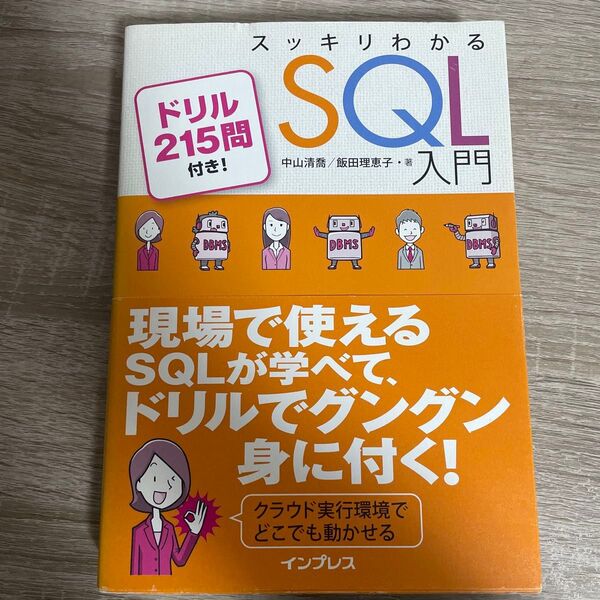 スッキリわかる
SQL
入門
中山清喬／飯田理恵子・著
ドリル
215問
付き！
DBMS
DBMS
DBMS
現場で使える
SQLが学べて、
ドリルでグングン
身に付く！
クラウド実行環境で
どこでも動かせる
インプレス